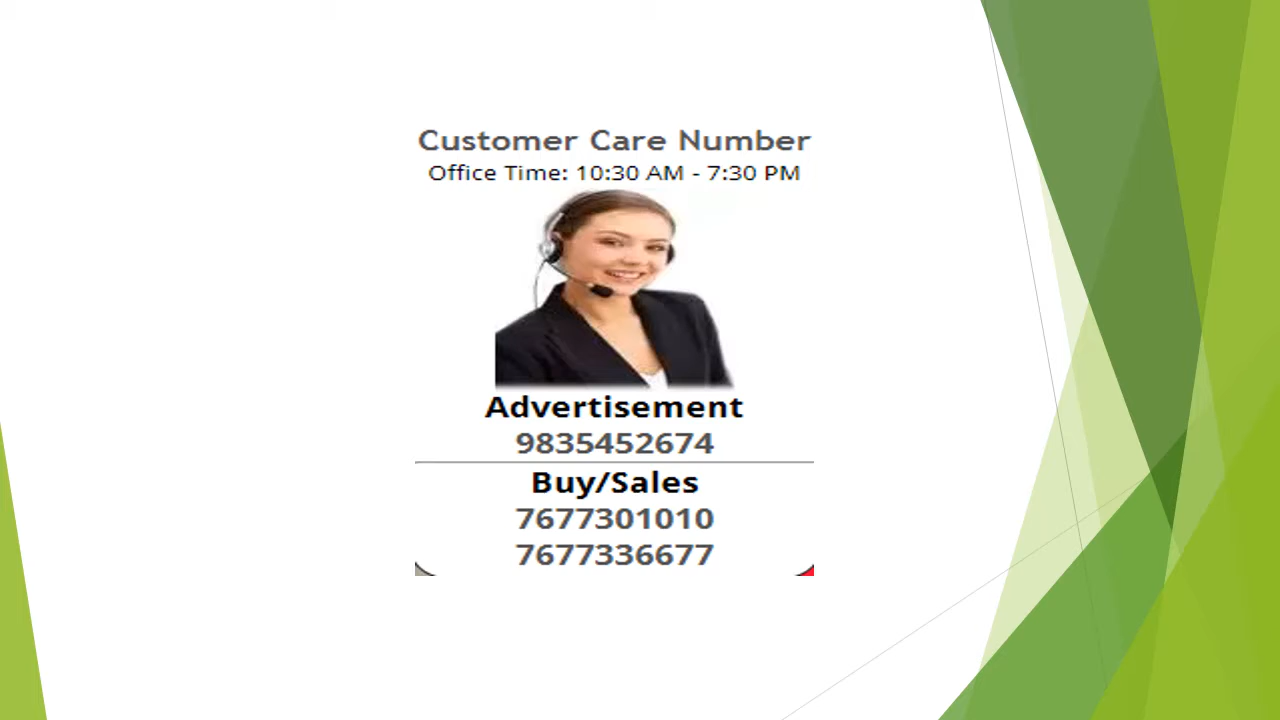 Customer Care Number
Office Time: 10:30 AM - 7:30 PM
Advertisement
9835452674
Buy/Sales
7677301010
7677336677